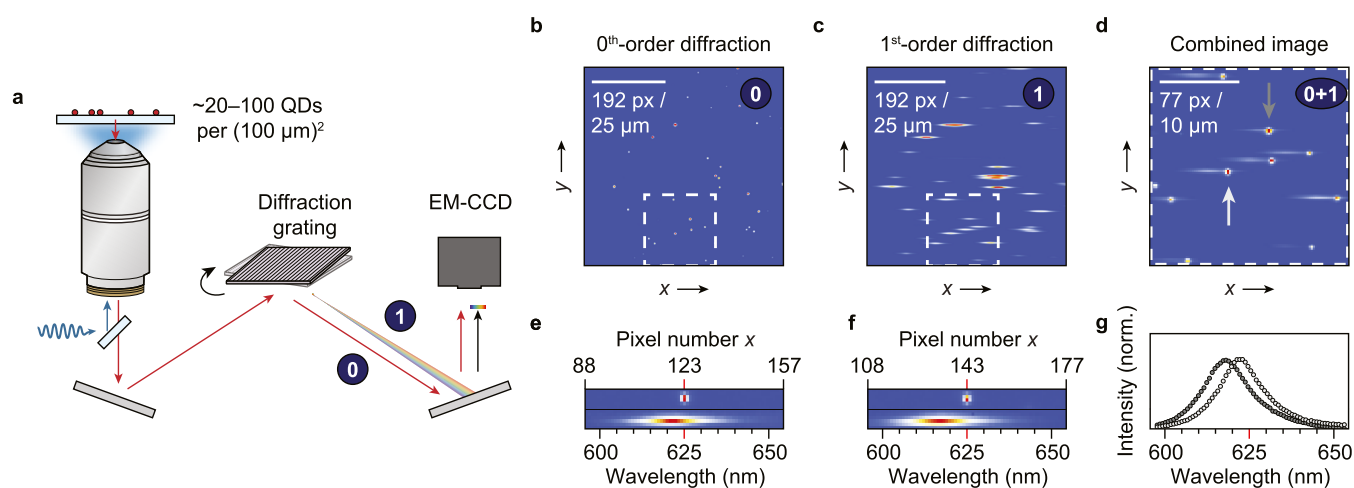 a
~20–100 QDs
per (100 μm)²
Diffraction
grating
EM-CCD
1
0
b
0ᵗʰ-order diffraction
192 px /
25 μm
0
y
x
c
1ˢᵗ-order diffraction
192 px /
25 μm
1
y
x
d
Combined image
77 px /
10 μm
0+1
y
x
e
Pixel number x
88 123 157
600 625 650
Wavelength (nm)
f
Pixel number x
108 143 177
600 625 650
Wavelength (nm)
g
Intensity (norm.)
600 625 650
Wavelength (nm)